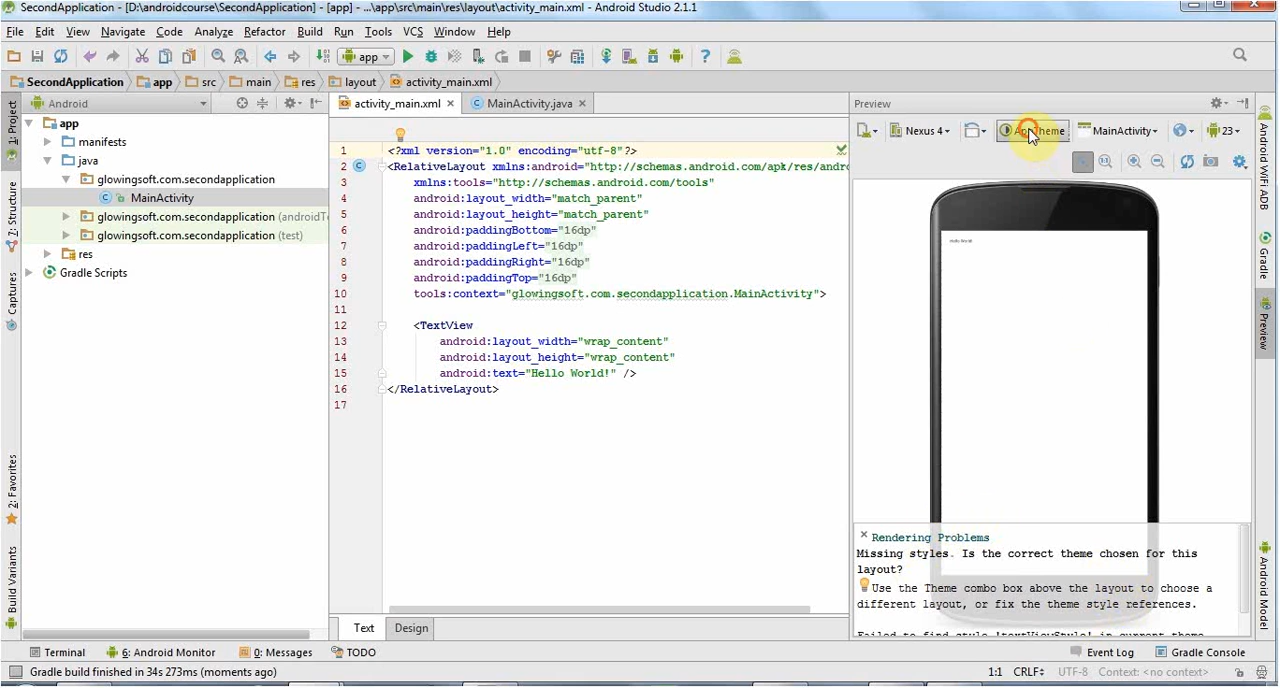 SecondApplication - [D:\androidcourse\SecondApplication] - [app] - ...\app\src\main\res\layout\activity_main.xml - Android Studio 2.1.1
File Edit View Navigate Code Analyze Refactor Build Run Tools VCS Window Help
app
SecondApplication app src main res layout activity_main.xml
1: Project
Z: Structure
Captures
2: Favorites
Build Variants
Android
app
manifests
java
glowingsoft.com.secondapplication
MainActivity
glowingsoft.com.secondapplication (androidTe
glowingsoft.com.secondapplication (test)
res
Gradle Scripts
activity_main.xml MainActivity.java
1 <?xml version="1.0" encoding="utf-8"?>
2 <RelativeLayout xmlns:android="http://schemas.android.com/apk/res/andro
3 xmlns:tools="http://schemas.android.com/tools"
4 android:layout_width="match_parent"
5 android:layout_height="match_parent"
6 android:paddingBottom="16dp"
7 android:paddingLeft="16dp"
8 android:paddingRight="16dp"
9 android:paddingTop="16dp"
10 tools:context="glowingsoft.com.secondapplication.MainActivity">
11
12 <TextView
13 android:layout_width="wrap_content"
14 android:layout_height="wrap_content"
15 android:text="Hello World!" />
16 </RelativeLayout>
17
Text Design
Preview
Nexus 4 AppTheme MainActivity 23
Hello World!
Rendering Problems
Missing styles. Is the correct theme chosen for this
layout?
Use the Theme combo box above the layout to choose a
different layout, or fix the theme style references.
Failed to find style 'textViewStyle' in current theme
Android WiFi ADB
Gradle
Preview
Android Model
Terminal 6: Android Monitor 0: Messages TODO Event Log Gradle Console
Gradle build finished in 34s 273ms (moments ago) 1:1 CRLF UTF-8 Context: <no context>